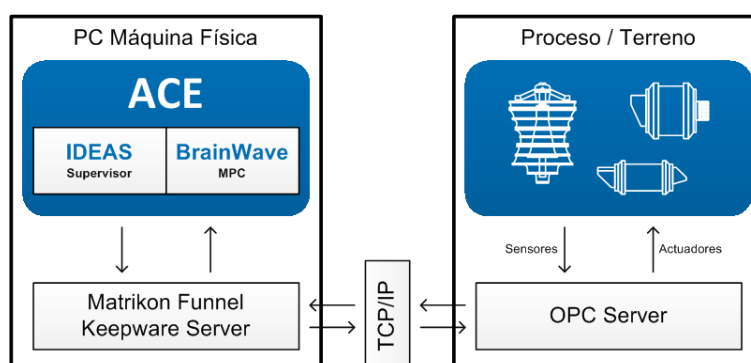 PC Máquina Física
ACE
IDEAS
Supervisor
BrainWave
MPC
Matrikon Funnel
Keepware Server
TCP/IP
Proceso / Terreno
Sensores
Actuadores
OPC Server